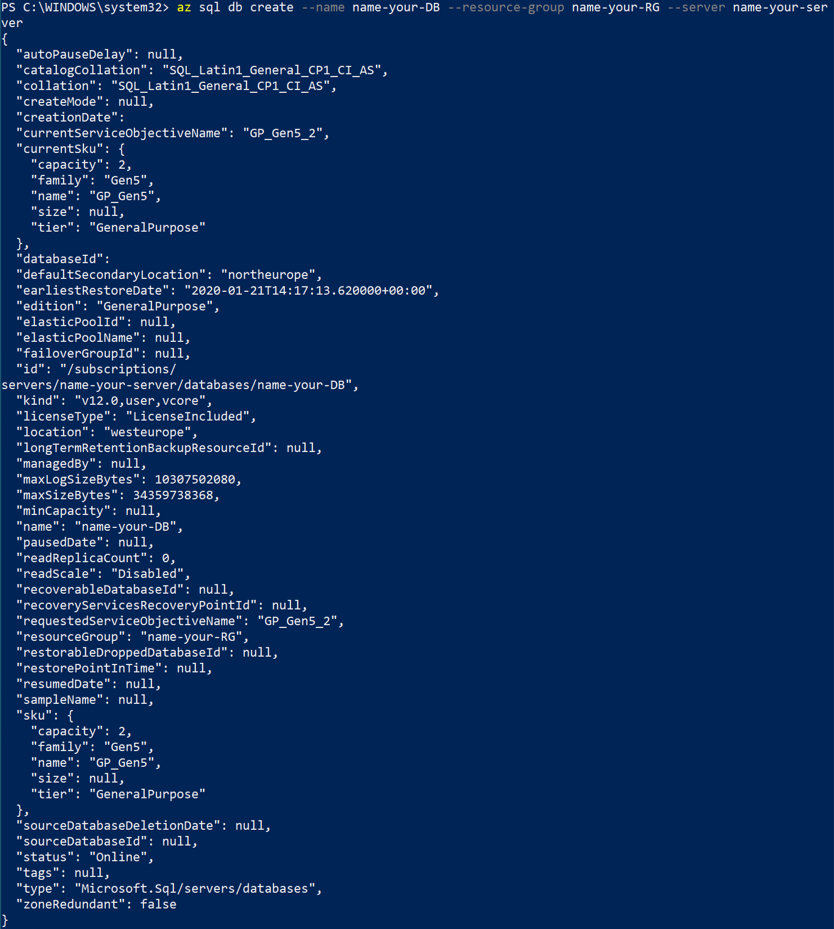 PS C:\WINDOWS\system32> az sql db create --name name-your-DB --resource-group name-your-RG --server name-your-ser
ver
{
  "autoPauseDelay": null,
  "catalogCollation": "SQL_Latin1_General_CP1_CI_AS",
  "collation": "SQL_Latin1_General_CP1_CI_AS",
  "createMode": null,
  "creationDate":
  "currentServiceObjectiveName": "GP_Gen5_2",
  "currentSku": {
    "capacity": 2,
    "family": "Gen5",
    "name": "GP_Gen5",
    "size": null,
    "tier": "GeneralPurpose"
  },
  "databaseId":
  "defaultSecondaryLocation": "northeurope",
  "earliestRestoreDate": "2020-01-21T14:17:13.620000+00:00",
  "edition": "GeneralPurpose",
  "elasticPoolId": null,
  "elasticPoolName": null,
  "failoverGroupId": null,
  "id": "/subscriptions/
servers/name-your-server/databases/name-your-DB",
  "kind": "v12.0,user,vcore",
  "licenseType": "LicenseIncluded",
  "location": "westeurope",
  "longTermRetentionBackupResourceId": null,
  "managedBy": null,
  "maxLogSizeBytes": 10307502080,
  "maxSizeBytes": 34359738368,
  "minCapacity": null,
  "name": "name-your-DB",
  "pausedDate": null,
  "readReplicaCount": 0,
  "readScale": "Disabled",
  "recoverableDatabaseId": null,
  "recoveryServicesRecoveryPointId": null,
  "requestedServiceObjectiveName": "GP_Gen5_2",
  "resourceGroup": "name-your-RG",
  "restorableDroppedDatabaseId": null,
  "restorePointInTime": null,
  "resumedDate": null,
  "sampleName": null,
  "sku": {
    "capacity": 2,
    "family": "Gen5",
    "name": "GP_Gen5",
    "size": null,
    "tier": "GeneralPurpose"
  },
  "sourceDatabaseDeletionDate": null,
  "sourceDatabaseId": null,
  "status": "Online",
  "tags": null,
  "type": "Microsoft.Sql/servers/databases",
  "zoneRedundant": false
}